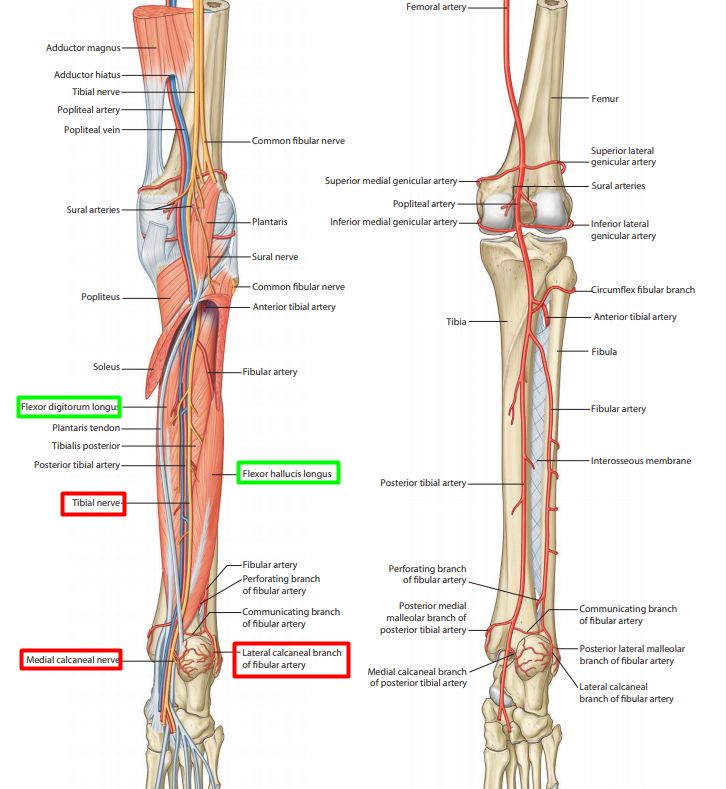 Adductor magnus
Adductor hiatus
Tibial nerve
Popliteal artery
Popliteal vein
Common fibular nerve
Sural arteries
Plantaris
Sural nerve
Popliteus
Common fibular nerve
Anterior tibial artery
Soleus
Fibular artery
Flexor digitorum longus
Plantaris tendon
Tibialis posterior
Posterior tibial artery
Flexor hallucis longus
Tibial nerve
Fibular artery
Perforating branch
of fibular artery
Communicating branch
of fibular artery
Medial calcaneal nerve
Lateral calcaneal branch
of fibular artery
Femoral artery
Femur
Superior lateral
genicular artery
Superior medial genicular artery
Sural arteries
Popliteal artery
Inferior medial genicular artery
Inferior lateral
genicular artery
Circumflex fibular branch
Tibia
Anterior tibial artery
Fibula
Fibular artery
Interosseous membrane
Posterior tibial artery
Perforating branch
of fibular artery
Posterior medial
malleolar branch of
posterior tibial artery
Communicating branch
of fibular artery
Posterior lateral malleolar
branch of fibular artery
Medial calcaneal branch
of posterior tibial artery
Lateral calcaneal
branch of fibular artery